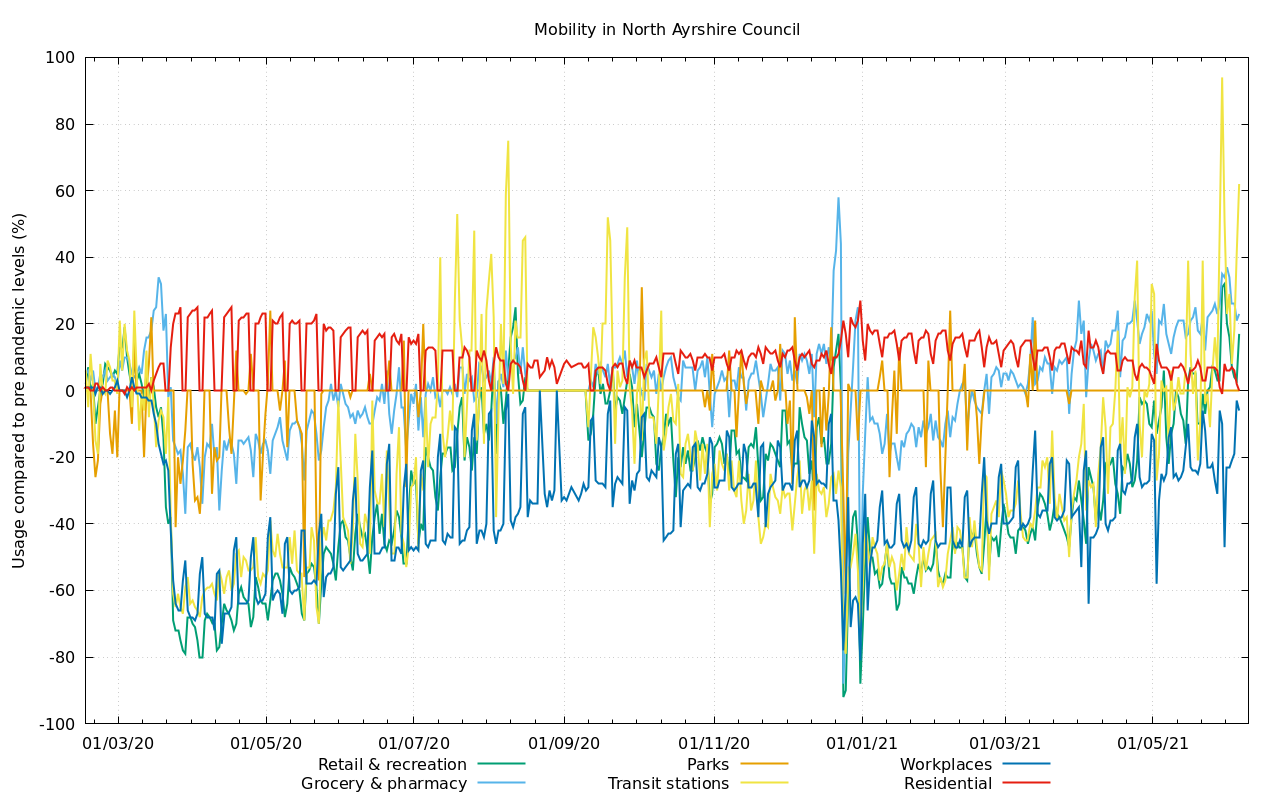 Mobility in North Ayrshire Council
Usage compared to pre pandemic levels (%)
100
80
60
40
20
0
-20
-40
-60
-80
-100
01/03/20 01/05/20 01/07/20 01/09/20 01/11/20 01/01/21 01/03/21 01/05/21
Retail & recreation Parks Workplaces
Grocery & pharmacy Transit stations Residential